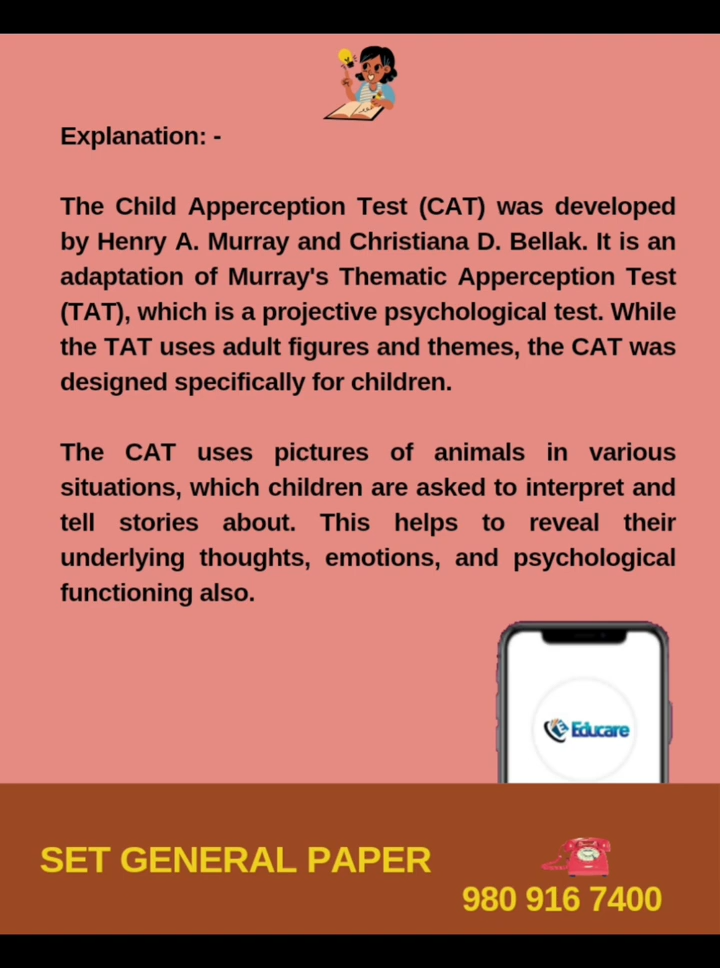 Explanation: -
The Child Apperception Test (CAT) was developed
by Henry A. Murray and Christiana D. Bellak. It is an
adaptation of Murray's Thematic Apperception Test
(TAT), which is a projective psychological test. While
the TAT uses adult figures and themes, the CAT was
designed specifically for children.
The CAT uses pictures of animals in various
situations, which children are asked to interpret and
tell stories about. This helps to reveal their
underlying thoughts, emotions, and psychological
functioning also.
Educare
SET GENERAL PAPER
980 916 7400